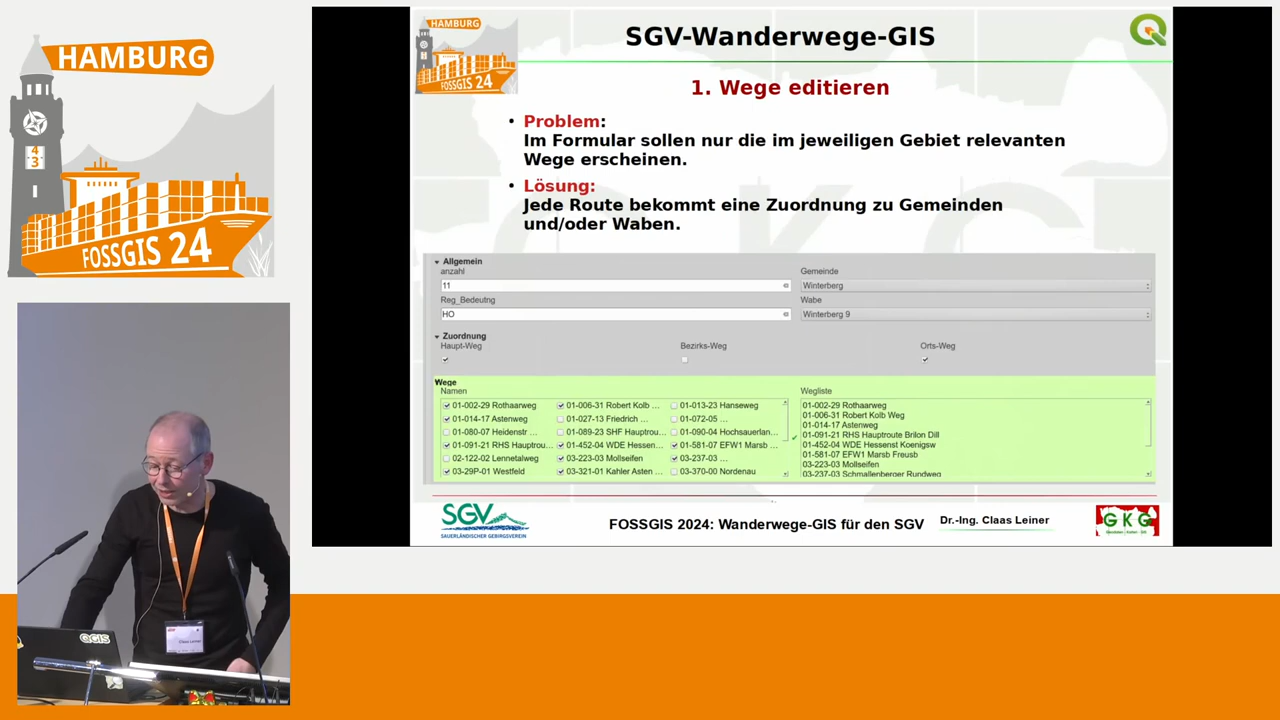 HAMBURG
4
3
FOSSGIS 24
HAMBURG
FOSSGIS 24
SGV-Wanderwege-GIS
1. Wege editieren
• Problem:
Im Formular sollen nur die im jeweiligen Gebiet relevanten
Wege erscheinen.
• Lösung:
Jede Route bekommt eine Zuordnung zu Gemeinden
und/oder Waben.
Allgemein
anzahl
Gemeinde
11
Winterberg
Reg_Bedeutng
Wabe
HO
Winterberg 9
Zuordnung
Haupt-Weg
Bezirks-Weg
Orts-Weg
Wege
Namen
Wegliste
01-002-29 Rothaarweg
01-006-31 Robert Kolb ...
01-013-23 Hanseweg
01-014-17 Astenweg
01-027-13 Friedrich ...
01-072-05 ...
01-080-07 Heidenstr ...
01-089-23 SHF Hauptrou...
01-090-04 Hochsauerlan...
01-091-21 RHS Hauptrou...
01-452-04 WDE Hessen...
01-581-07 EFW1 Marsb ...
02-122-02 Lennetalweg
03-223-03 Mollseifen
03-237-03 ...
03-29P-01 Westfeld
03-321-01 Kahler Asten ...
03-370-00 Nordenau
01-002-29 Rothaarweg
01-006-31 Robert Kolb Weg
01-014-17 Astenweg
01-091-21 RHS Hauptroute Brilon Dill
01-452-04 WDE Hessenst Koenigsw
01-581-07 EFW1 Marsb Freusb
03-223-03 Mollseifen
03-237-03 Schmallenberger Rundweg
SGV
SAUERLÄNDISCHER GEBIRGSVEREIN
FOSSGIS 2024: Wanderwege-GIS für den SGV
Dr.-Ing. Claas Leiner
GKG
QGIS
Claas Leiner